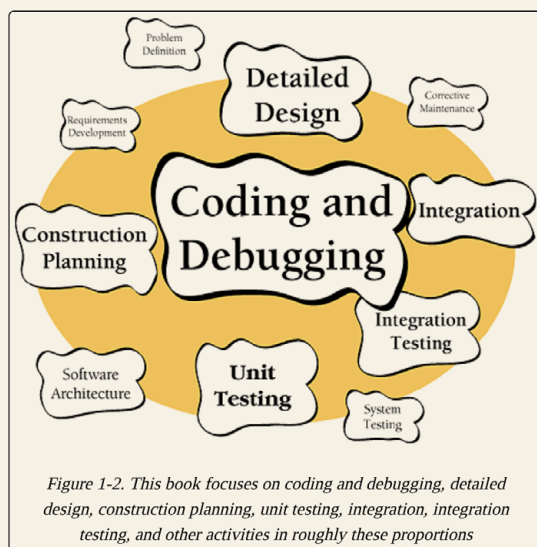 Problem
Definition
Detailed
Design
Corrective
Maintenance
Requirements
Development
Coding and
Debugging
Integration
Construction
Planning
Integration
Testing
Software
Architecture
Unit
Testing
System
Testing
Figure 1-2. This book focuses on coding and debugging, detailed
design, construction planning, unit testing, integration, integration
testing, and other activities in roughly these proportions